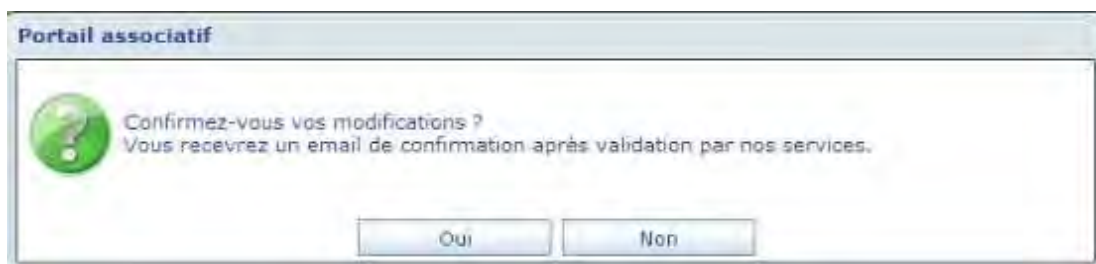 Portail associatif
Confirmez-vous vos modifications ?
Vous recevrez un email de confirmation après validation par nos services.
Oui
Non